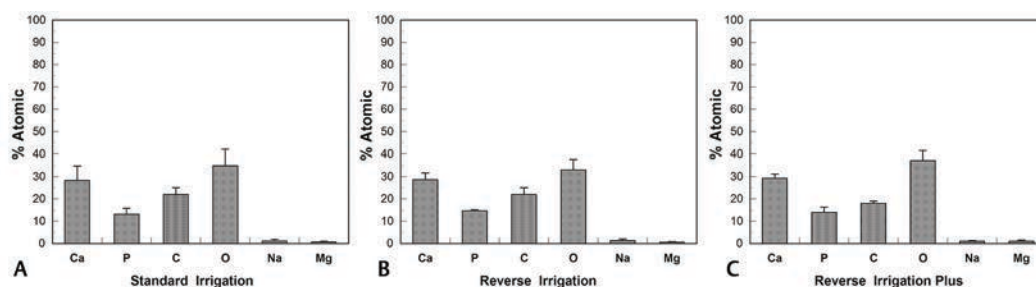 % Atomic
100
90
80
70
60
50
40
30
20
10
0
Ca P C O Na Mg
A
Standard Irrigation
% Atomic
100
90
80
70
60
50
40
30
20
10
0
Ca P C O Na Mg
B
Reverse Irrigation
% Atomic
100
90
80
70
60
50
40
30
20
10
0
Ca P C O Na Mg
C
Reverse Irrigation Plus